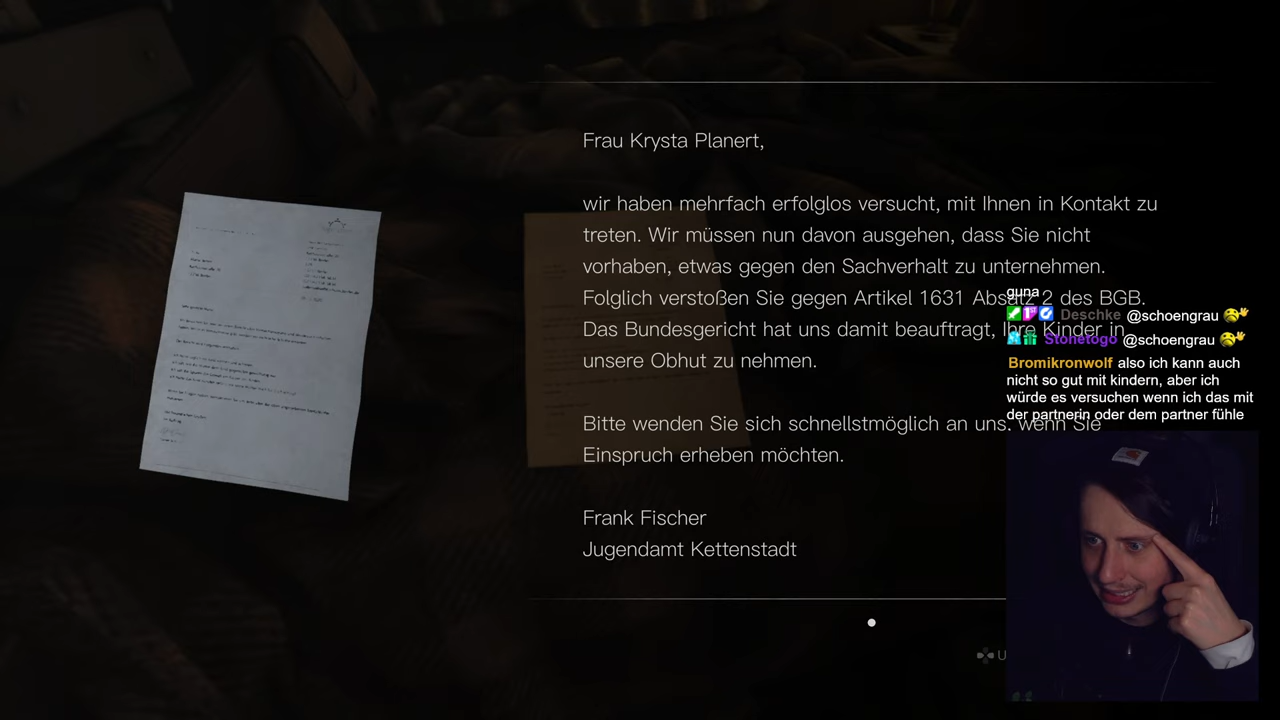 Frau Krysta Planert,
wir haben mehrfach erfolglos versucht, mit Ihnen in Kontakt zu
treten. Wir müssen nun davon ausgehen, dass Sie nicht
vorhaben, etwas gegen den Sachverhalt zu unternehmen.
Folglich verstoßen Sie gegen Artikel 1631 Absatz 2 des BGB.
Das Bundesgericht hat uns damit beauftragt, Ihre Kinder in
unsere Obhut zu nehmen.
Bitte wenden Sie sich schnellstmöglich an uns, wenn Sie
Einspruch erheben möchten.
Frank Fischer
Jugendamt Kettenstadt
guna
Deschke @schoengrau
Stonetogo @schoengrau
Bromikronwolf also ich kann auch
nicht so gut mit kindern, aber ich
würde es versuchen wenn ich das mit
der partnerin oder dem partner fühle